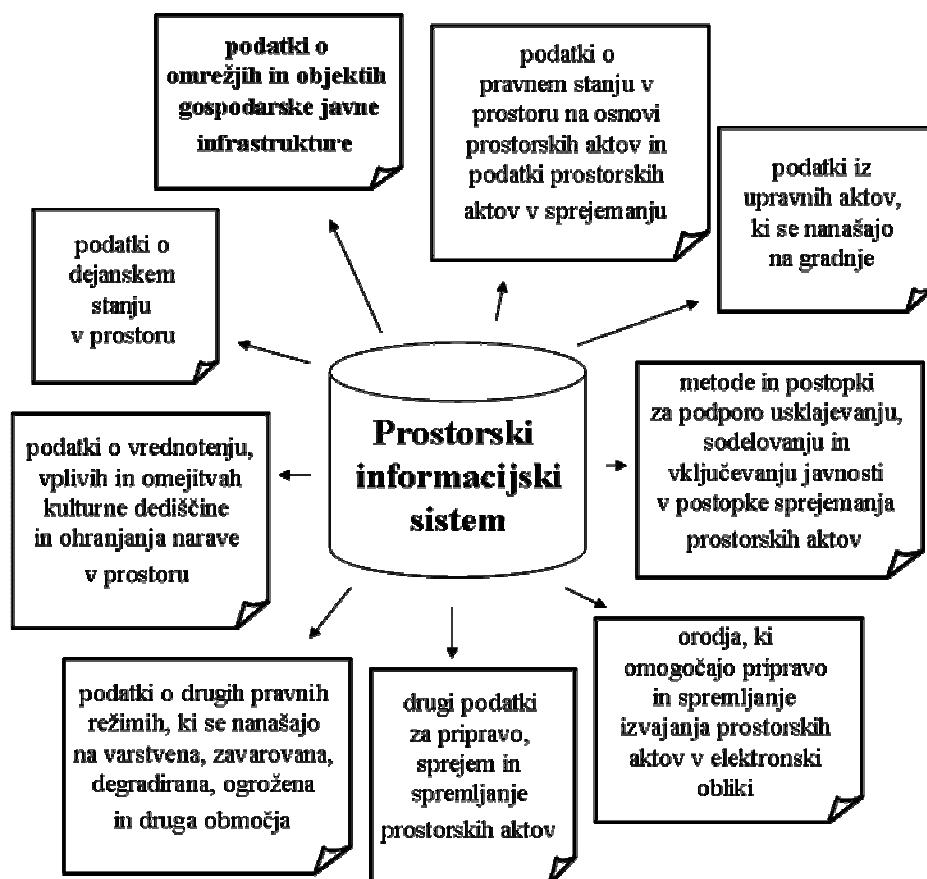 podatki o
omrežjih in objektih
gospodarske javne
infrastrukture
podatki o
pravnem stanju v
prostoru na osnovi
prostorskih aktov in
podatki prostorskih
aktov v sprejemanju
podatki iz
upravnih aktov,
ki se nanašajo
na gradnje
podatki o
dejanskem
stanju
v prostoru
Prostorski
informacijski
sistem
metode in postopki
za podporo usklajevanju,
sodelovanju in
vključevanju javnosti
v postopke sprejemanja
prostorskih aktov
podatki o vrednotenju,
vplivih in omejitvah
kulturne dediščine
in ohranjanja narave
v prostoru
podatki o drugih pravnih
režimih, ki se nanašajo
na varstvena, zavarovana,
degradirana, ogrožena
in druga območja
drugi podatki
za pripravo,
sprejem in
spremljanje
prostorskih aktov
orodja, ki
omogočajo pripravo
in spremljanje
izvajanja prostorskih
aktov v elektronski
obliki